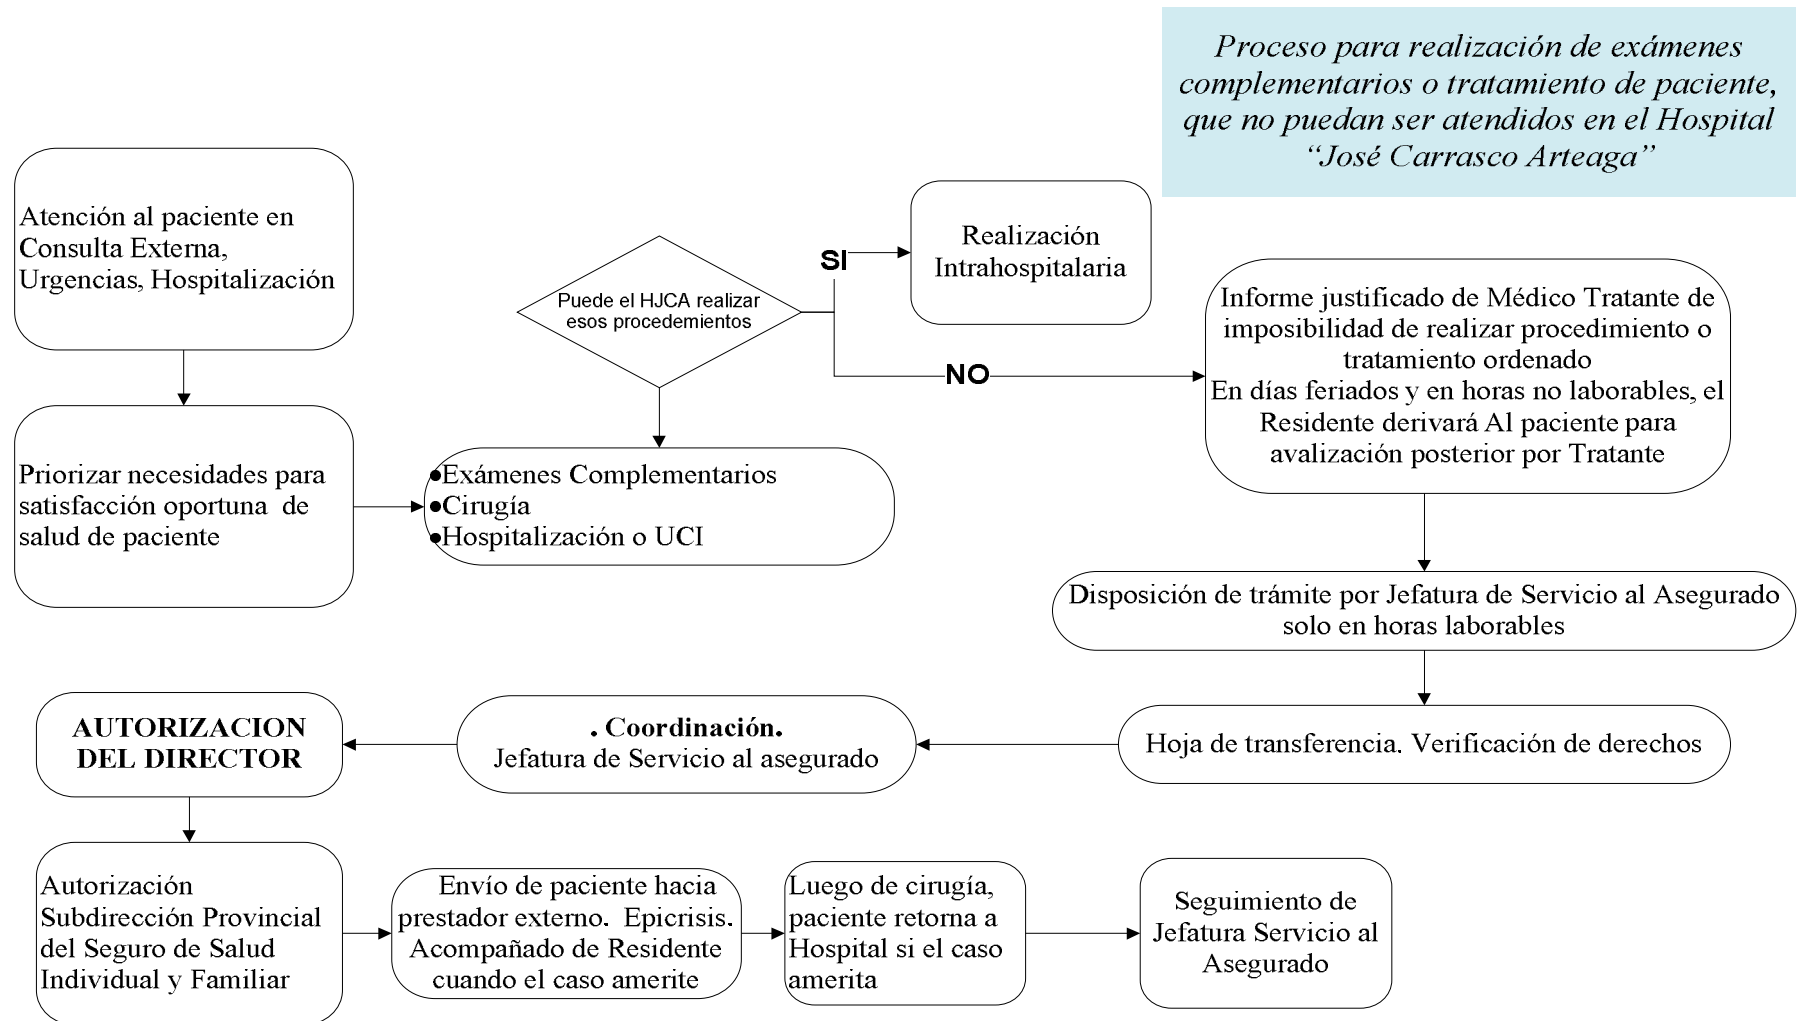 Proceso para realización de exámenes
complementarios o tratamiento de paciente,
que no puedan ser atendidos en el Hospital
“José Carrasco Arteaga”
Atención al paciente en
Consulta Externa,
Urgencias, Hospitalización
Priorizar necesidades para
satisfacción oportuna de
salud de paciente
●Exámenes Complementarios
●Cirugía
●Hospitalización o UCI
Puede el HJCA realizar
esos procedemientos
SI
Realización
Intrahospitalaria
NO
Informe justificado de Médico Tratante de
imposibilidad de realizar procedimiento o
tratamiento ordenado
En días feriados y en horas no laborables, el
Residente derivará Al paciente para
avalización posterior por Tratante
Disposición de trámite por Jefatura de Servicio al Asegurado
solo en horas laborables
Hoja de transferencia. Verificación de derechos
. Coordinación.
Jefatura de Servicio al asegurado
AUTORIZACION
DEL DIRECTOR
Autorización
Subdirección Provincial
del Seguro de Salud
Individual y Familiar
Envío de paciente hacia
prestador externo. Epicrisis.
Acompañado de Residente
cuando el caso amerite
Luego de cirugía,
paciente retorna a
Hospital si el caso
amerita
Seguimiento de
Jefatura Servicio al
Asegurado